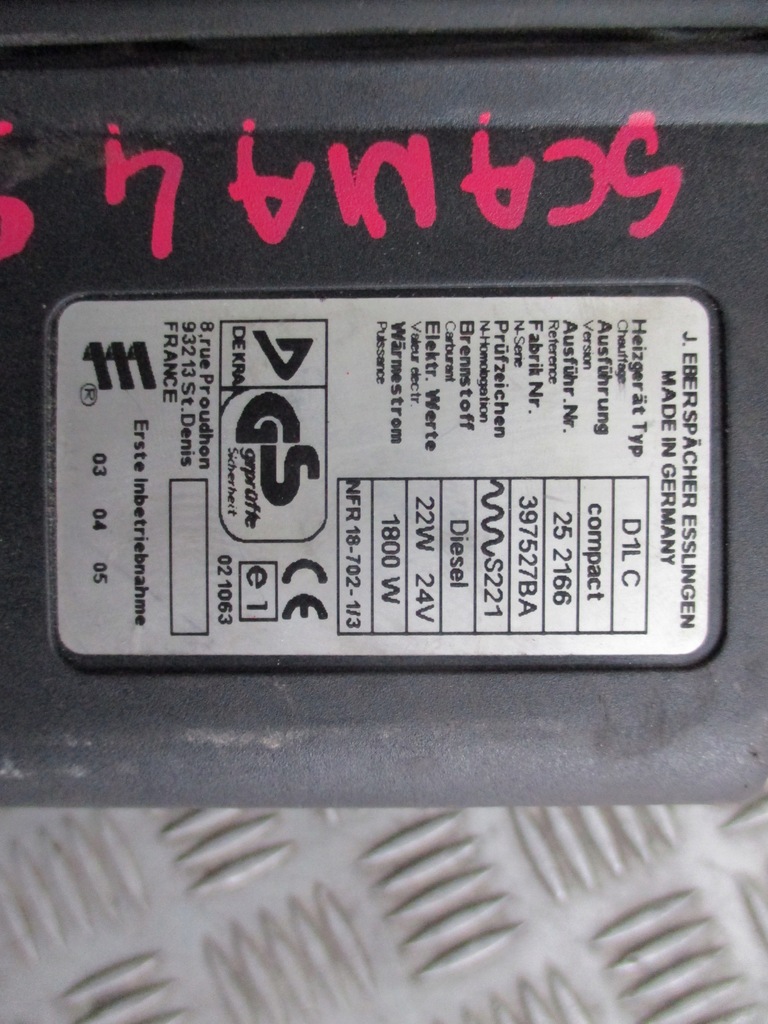 SCANA 4
J. EBERSPÄCHER ESSLINGEN
MADE IN GERMANY
Heizgerät Typ D1L C
Chauffage
Ausführung compact
Version
Ausführ. Nr. 25 2166
Reference
Fabrik Nr. 397527BA
N-Serie
Prüfzeichen S221
N-Homologation
Brennstoff Diesel
Carburant
Elektr. Werte 22W 24V
Valeur electr.
Wärmestrom 1800 W
Puissance
NFR 18-702-1/3
DEKRA
GS
geprüfte
Sicherheit
CE
e1
021063
8,rue Proudhon
93213 St.Denis
FRANCE
Erste Inbetriebnahme
03 04 05
®